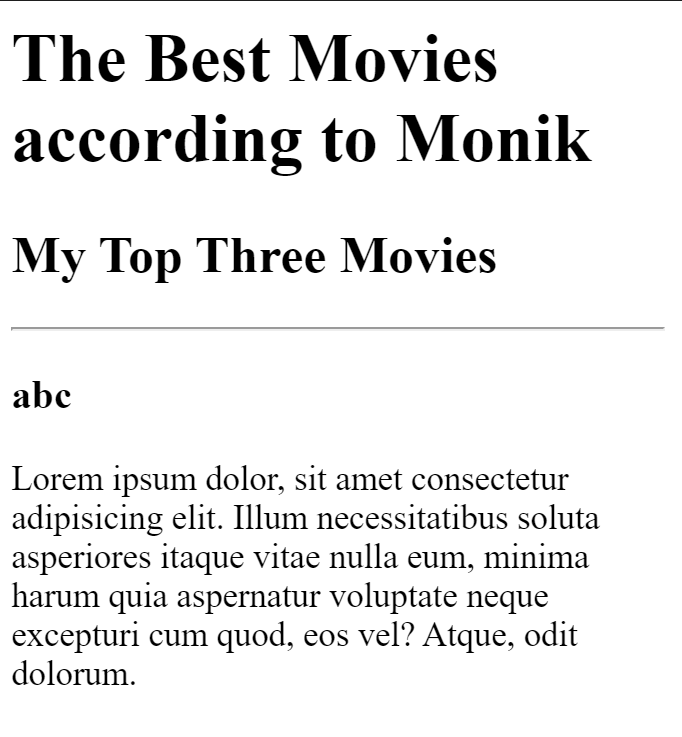 The Best Movies
according to Monik
My Top Three Movies
abc
Lorem ipsum dolor, sit amet consectetur
adipisicing elit. Illum necessitatibus soluta
asperiores itaque vitae nulla eum, minima
harum quia aspernatur voluptate neque
excepturi cum quod, eos vel? Atque, odit
dolorum.